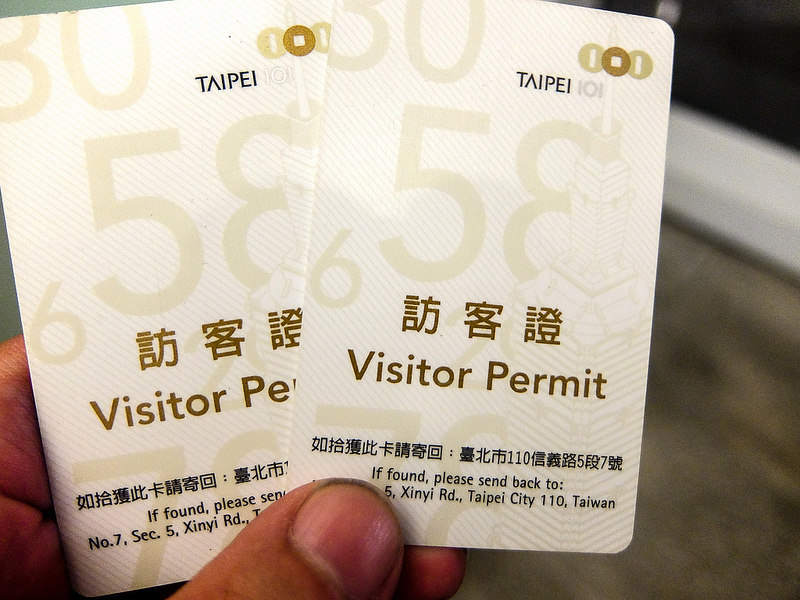 TAIPEI 101
訪客證
Visitor Per
如拾獲此卡請寄回：臺北市
If found, please send
No.7, Sec. 5, Xinyi Rd.,
TAIPEI 101
訪客證
Visitor Permit
如拾獲此卡請寄回：臺北市110信義路5段7號
If found, please send back to:
5, Xinyi Rd., Taipei City 110, Taiwan